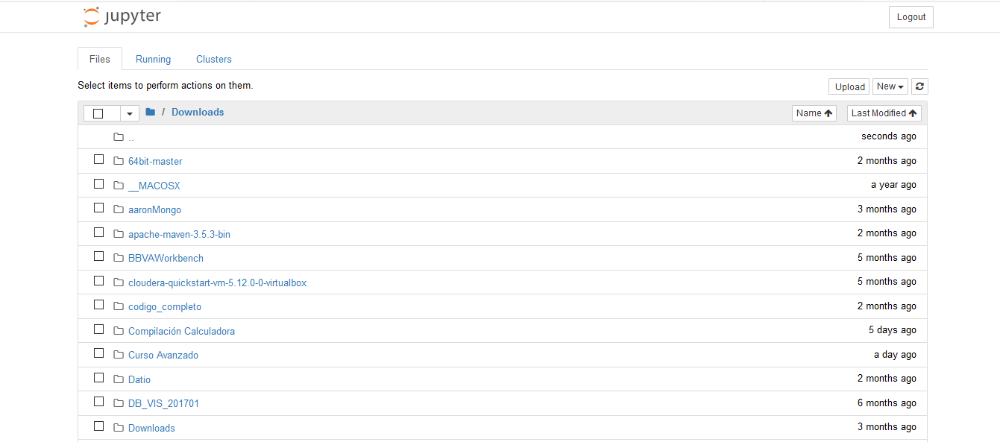 jupyter Logout
Files Running Clusters
Select items to perform actions on them. Upload New
/ Downloads Name Last Modified
.. seconds ago
64bit-master 2 months ago
__MACOSX a year ago
aaronMongo 3 months ago
apache-maven-3.5.3-bin 2 months ago
BBVAWorkbench 5 months ago
cloudera-quickstart-vm-5.12.0-0-virtualbox 5 months ago
codigo_completo 2 months ago
Compilación Calculadora 5 days ago
Curso Avanzado a day ago
Datio 2 months ago
DB_VIS_201701 6 months ago
Downloads 3 months ago